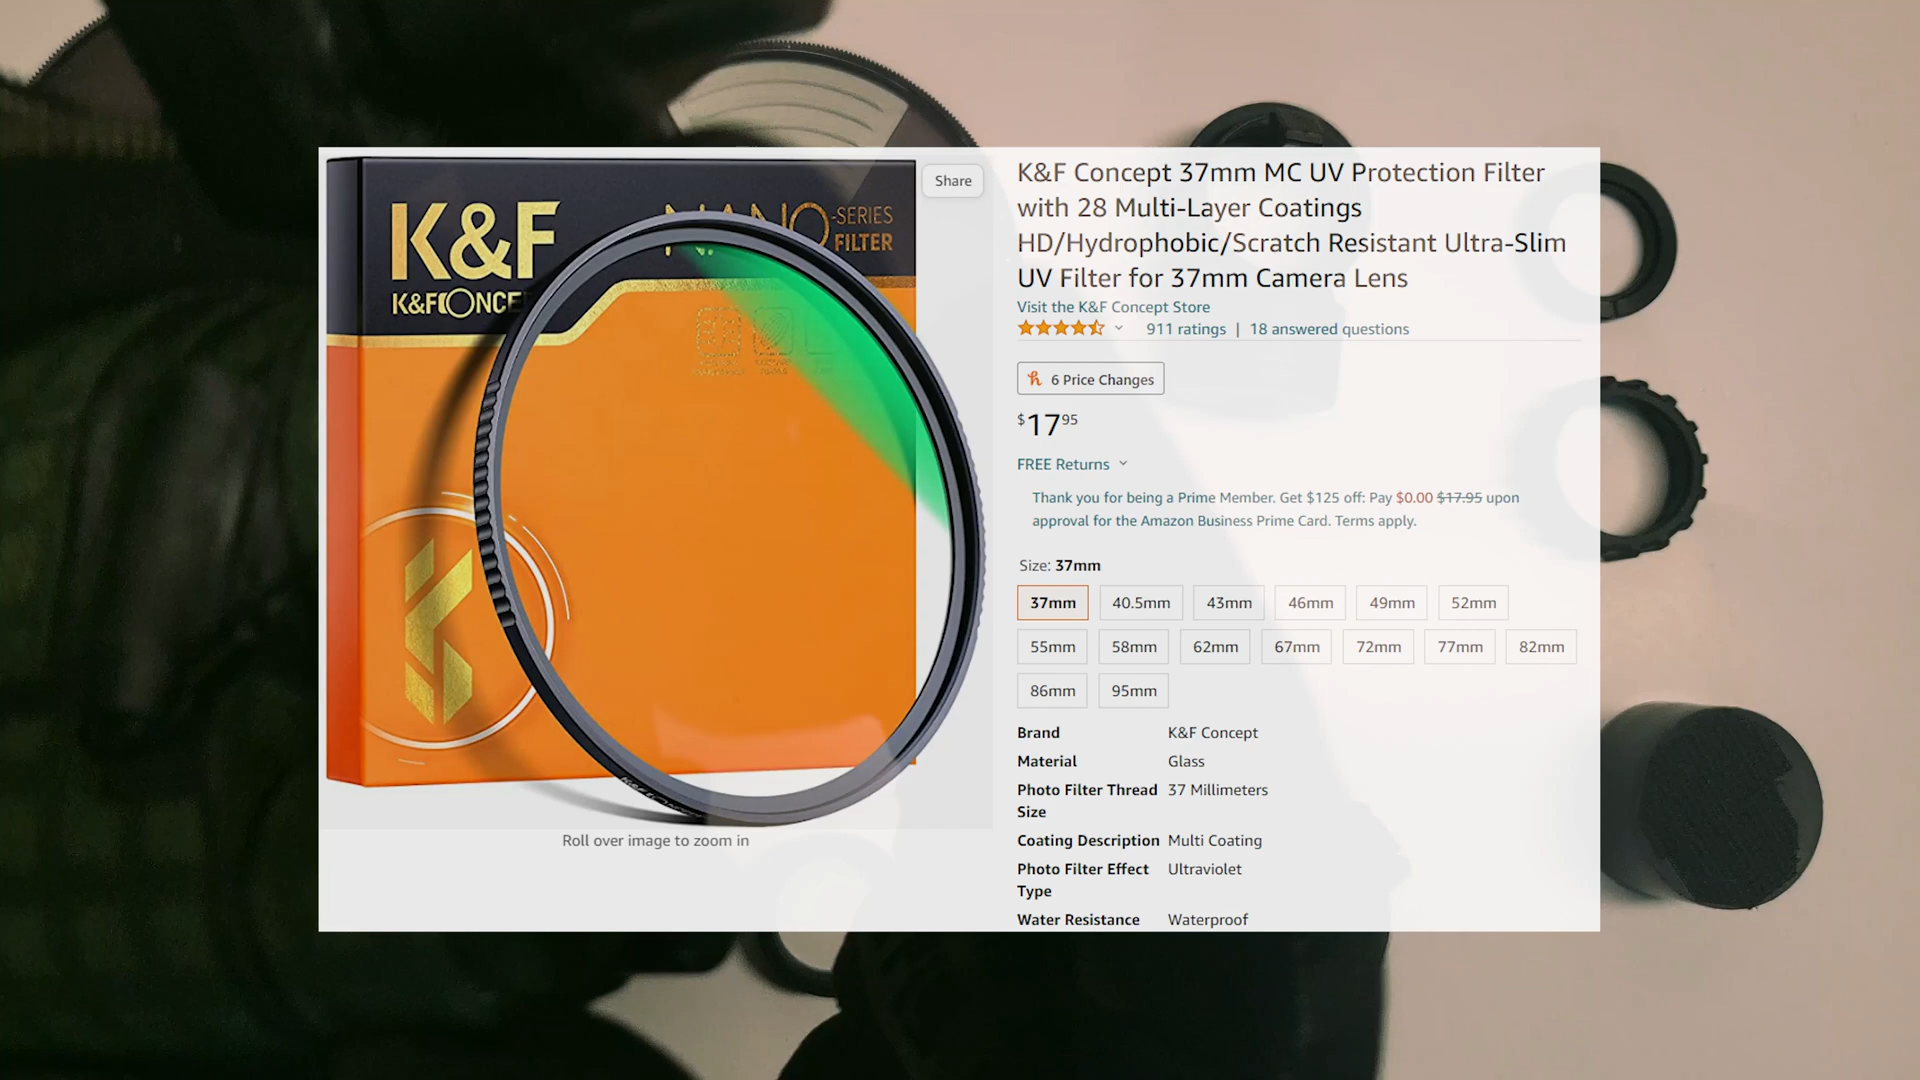 K&F
K&F CONCE
NANO-SERIES
FILTER
Share
Roll over image to zoom in
K&F Concept 37mm MC UV Protection Filter
with 28 Multi-Layer Coatings
HD/Hydrophobic/Scratch Resistant Ultra-Slim
UV Filter for 37mm Camera Lens
Visit the K&F Concept Store
911 ratings | 18 answered questions
6 Price Changes
$17.95
FREE Returns
Thank you for being a Prime Member. Get $125 off: Pay $0.00 $17.95 upon
approval for the Amazon Business Prime Card. Terms apply.
Size: 37mm
37mm 40.5mm 43mm 46mm 49mm 52mm
55mm 58mm 62mm 67mm 72mm 77mm 82mm
86mm 95mm
Brand K&F Concept
Material Glass
Photo Filter Thread 37 Millimeters
Size
Coating Description Multi Coating
Photo Filter Effect Ultraviolet
Type
Water Resistance Waterproof